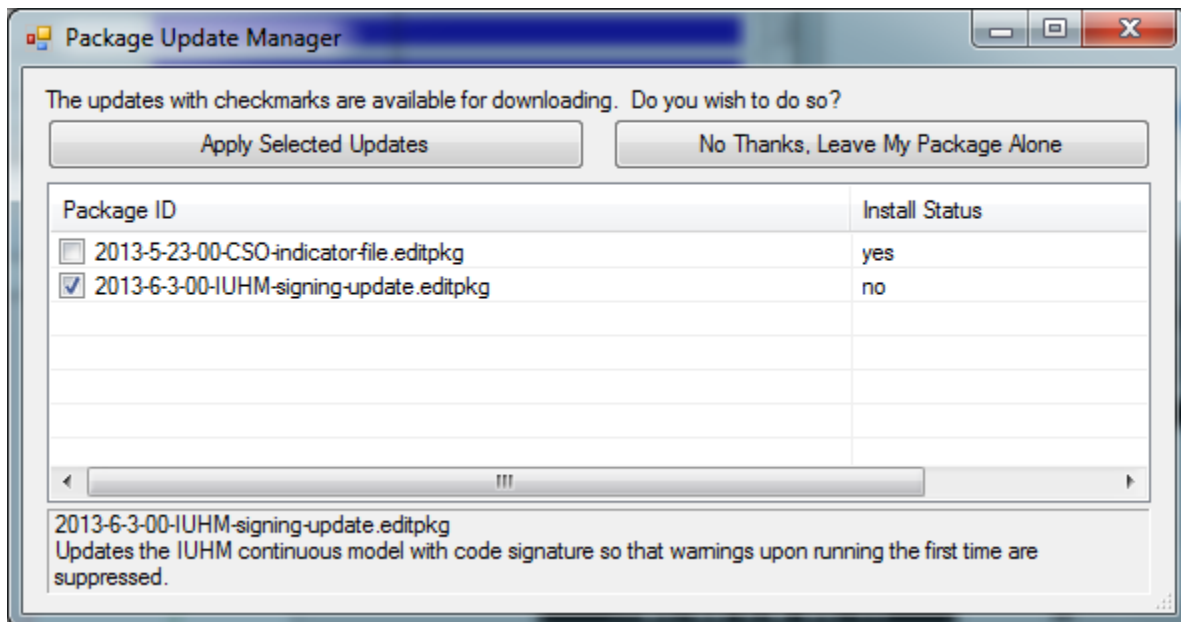 Package Update Manager
The updates with checkmarks are available for downloading.  Do you wish to do so?
Apply Selected Updates
No Thanks, Leave My Package Alone
Package ID
Install Status
2013-5-23-00-CSO-indicator-file.editpkg
yes
2013-6-3-00-IUHM-signing-update.editpkg
no
2013-6-3-00-IUHM-signing-update.editpkg
Updates the IUHM continuous model with code signature so that warnings upon running the first time are
suppressed.